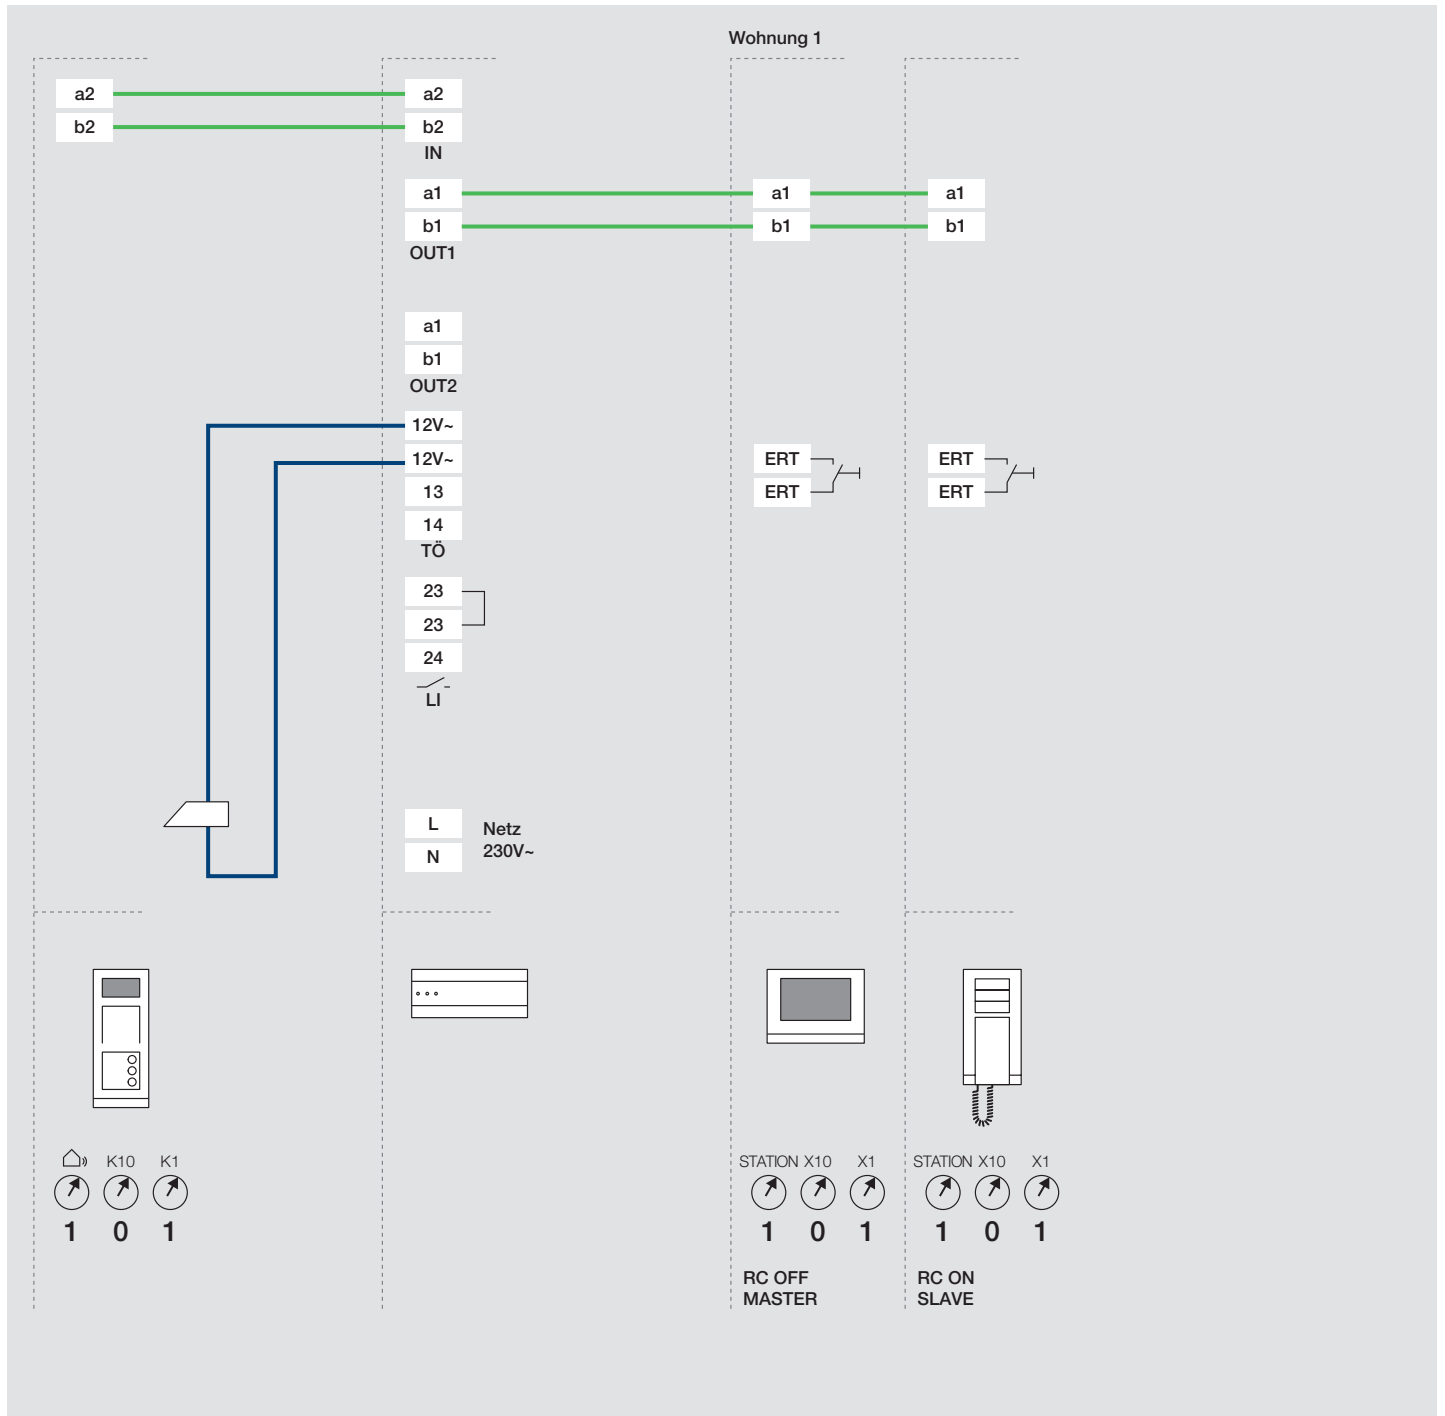 Wohnung 1
a2
b2
a2
b2
IN
a1
b1
OUT1
a1
b1
a1
b1
a1
b1
OUT2
12V~
12V~
13
14
TÖ
ERT
ERT
ERT
ERT
23
23
24
LI
L
N
Netz
230V~
K10 K1
1 0 1
STATION X10 X1
1 0 1
RC OFF
MASTER
STATION X10 X1
1 0 1
RC ON
SLAVE